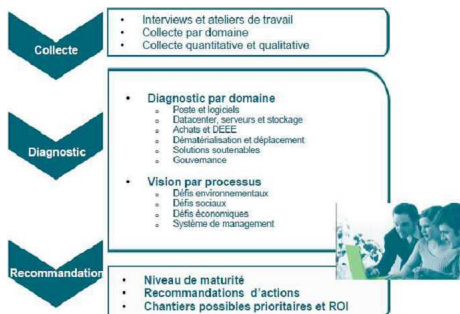 Collecte
Interviews et ateliers de travail
Collecte par domaine
Collecte quantitative et qualitative
Diagnostic
Diagnostic par domaine
Poste et logiciels
Datacenter, serveurs et stockage
Achats et DEEE
Dématérialisation et déplacement
Solutions soutenables
Gouvernance
Vision par processus
Défis environnementaux
Défis sociaux
Défis économiques
Système de management
Recommandation
Niveau de maturité
Recommandations d'actions
Chantiers possibles prioritaires et ROI